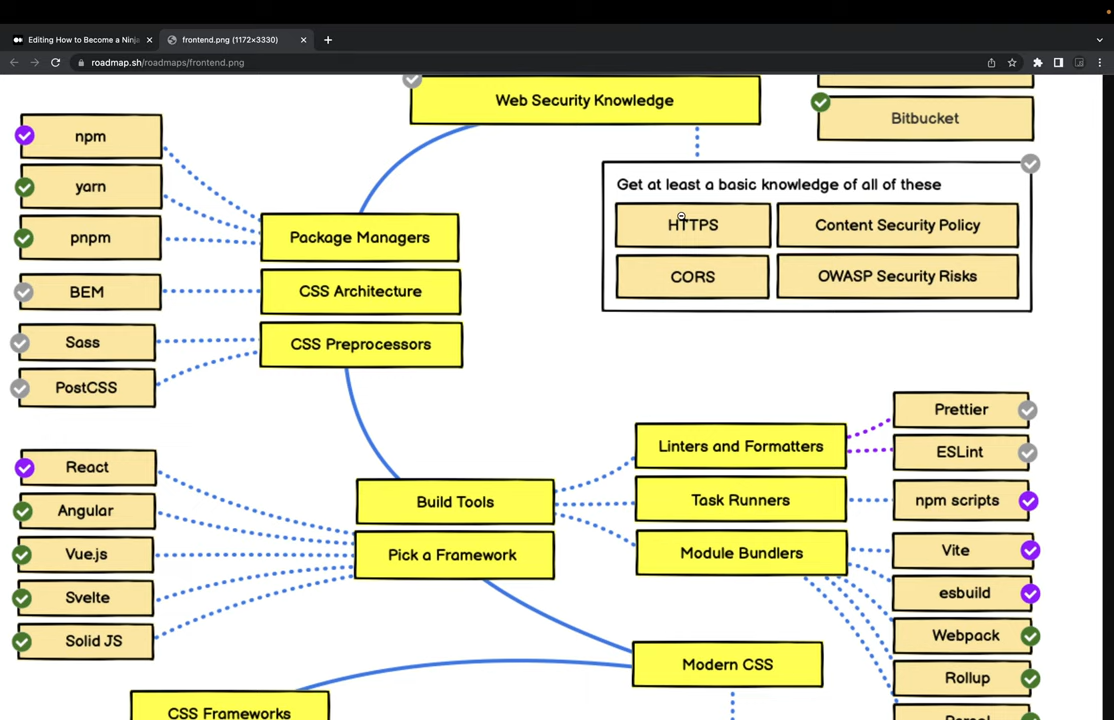 Editing How to Become a Ninja
frontend.png (1172×3330)
roadmap.sh/roadmaps/frontend.png
Web Security Knowledge
Bitbucket
npm
yarn
pnpm
BEM
Sass
PostCSS
Package Managers
CSS Architecture
CSS Preprocessors
Get at least a basic knowledge of all of these
HTTPS
Content Security Policy
CORS
OWASP Security Risks
React
Angular
Vue.js
Svelte
Solid JS
Build Tools
Pick a Framework
Linters and Formatters
Task Runners
Module Bundlers
Prettier
ESLint
npm scripts
Vite
esbuild
Webpack
Rollup
Parcel
Modern CSS
CSS Frameworks